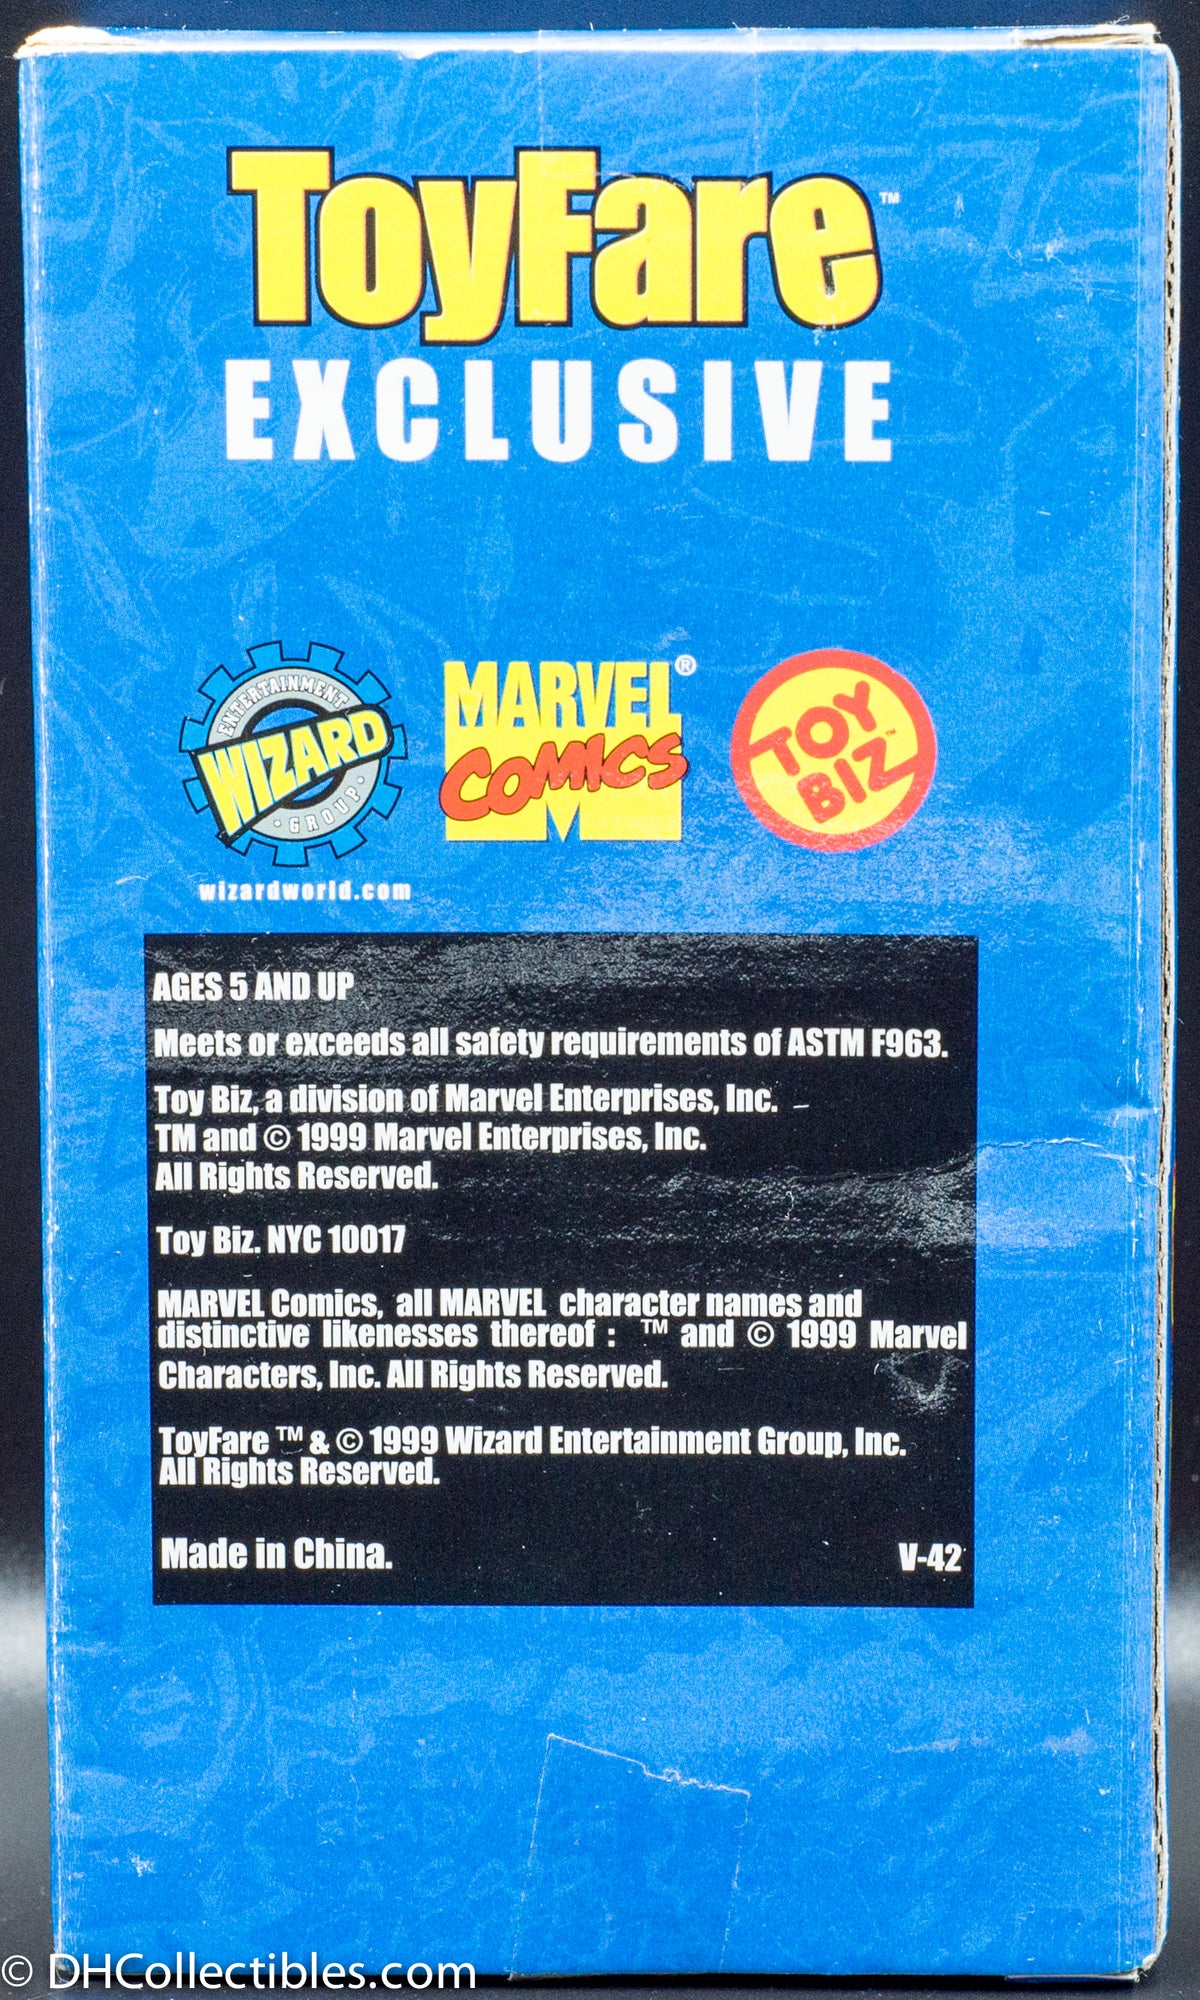 ToyFare™
EXCLUSIVE
ENTERTAINMENT
WIZARD
• GROUP •
wizardworld.com
MARVEL®
COMICS
TOY
BIZ™
AGES 5 AND UP
Meets or exceeds all safety requirements of ASTM F963.
Toy Biz, a division of Marvel Enterprises, Inc.
TM and © 1999 Marvel Enterprises, Inc.
All Rights Reserved.
Toy Biz. NYC 10017
MARVEL Comics, all MARVEL character names and
distinctive likenesses thereof : ™ and © 1999 Marvel
Characters, Inc. All Rights Reserved.
ToyFare ™ & © 1999 Wizard Entertainment Group, Inc.
All Rights Reserved.
Made in China.
V-42
© DHCollectibles.com